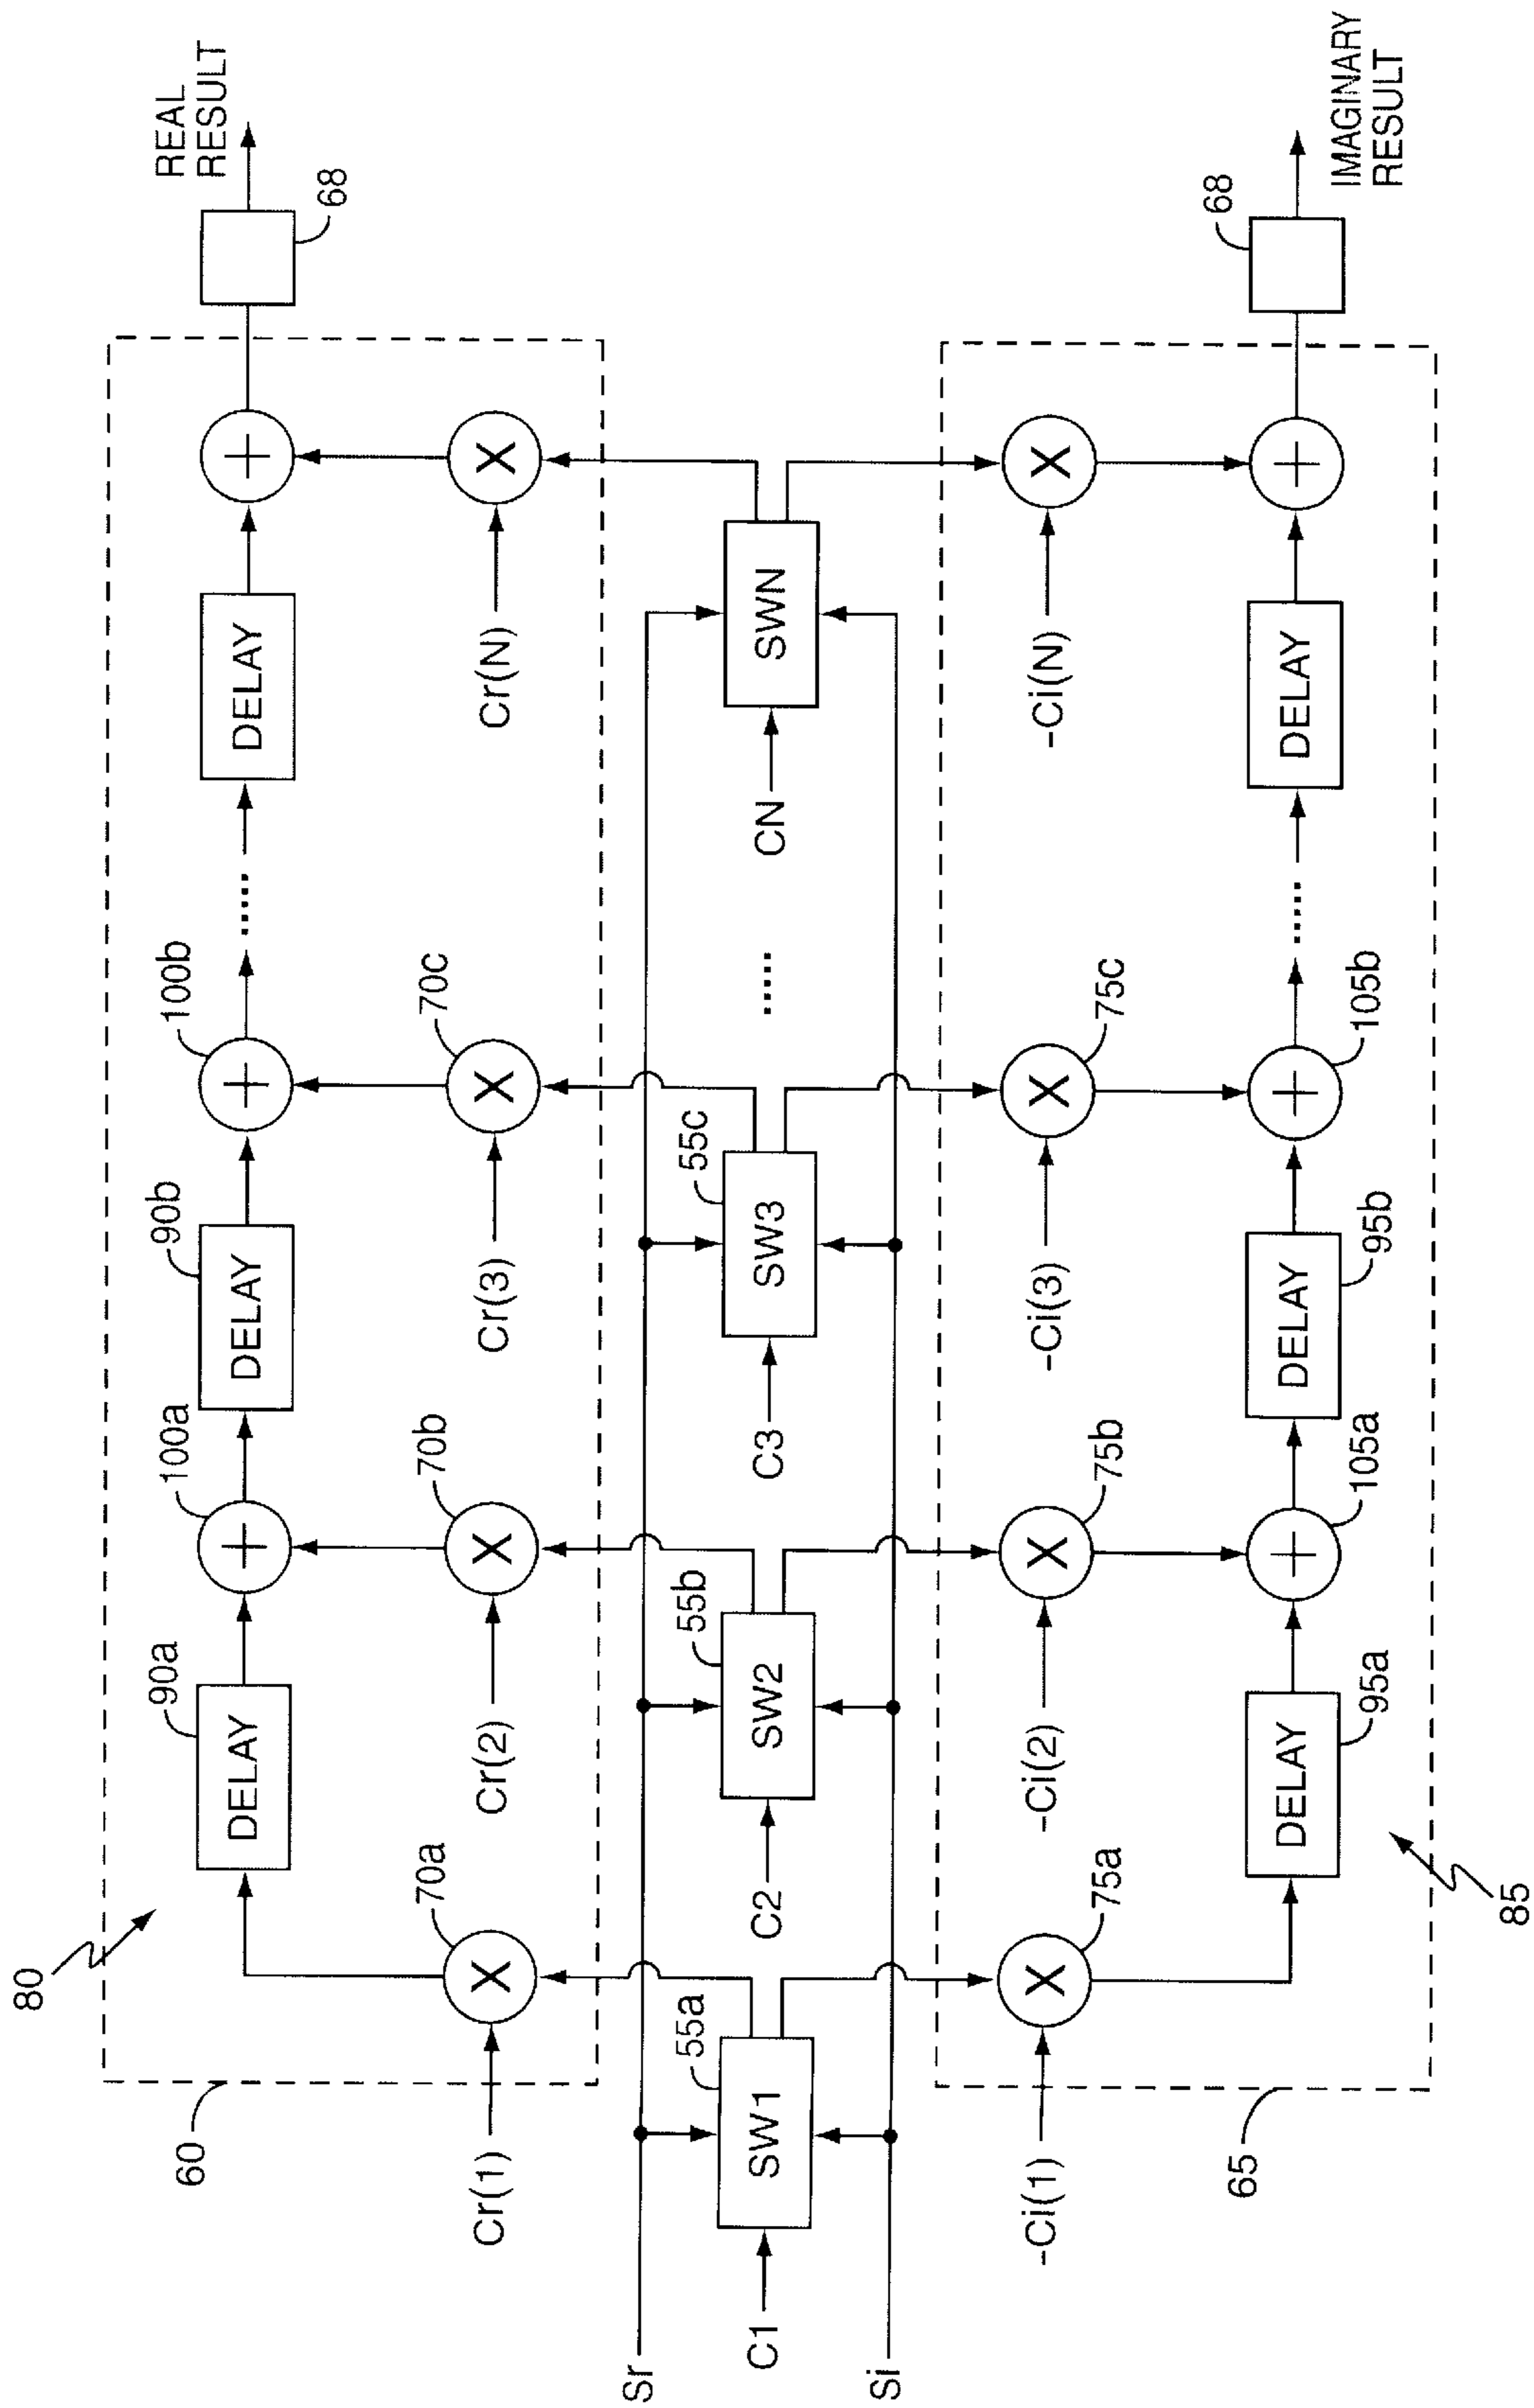 80
60
90a
100a
90b
100b
DELAY
DELAY
.....
DELAY
+
+
+
68
REAL
RESULT
70a
70b
70c
X
X
X
X
Cr(1)
Cr(2)
Cr(3)
Cr(N)
Sr
55a
55b
55c
C1
SW1
C2
SW2
C3
SW3
.....
CN
SWN
Si
-Ci(1)
-Ci(2)
-Ci(3)
-Ci(N)
X
X
X
X
75a
75b
75c
68
DELAY
DELAY
.....
DELAY
+
+
+
65
95a
105a
95b
105b
IMAGINARY
RESULT
85